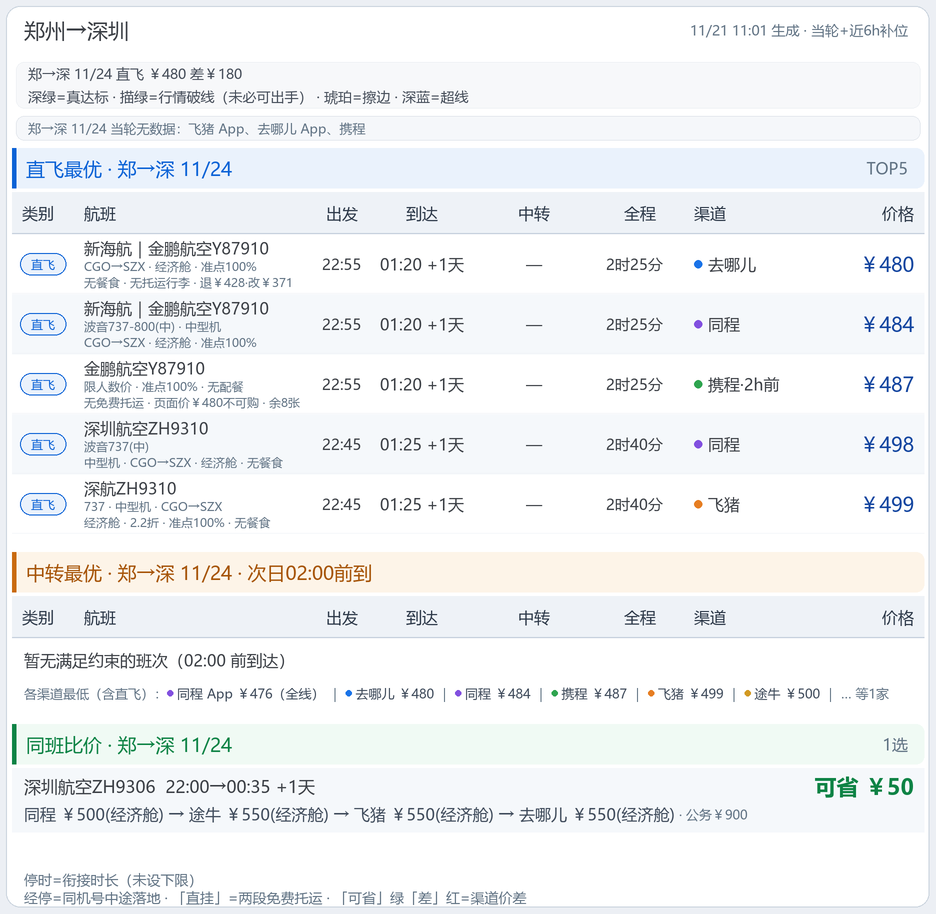 郑州→深圳
11/21 11:01 生成 · 当轮+近6h补位
郑→深 11/24 直飞 ￥480 差￥180
深绿=真达标 · 描绿=行情破线（未必可出手） · 琥珀=擦边 · 深蓝=超线
郑→深 11/24 当轮无数据：飞猪 App、去哪儿 App、携程
直飞最优 · 郑→深 11/24 TOP5
类别 航班 出发 到达 中转 全程 渠道 价格
新海航｜金鹏航空Y87910
直飞 CGO→SZX · 经济舱 · 准点100% 22:55 01:20 +1天 — 2时25分 去哪儿 ￥480
无餐食 · 无托运行李 · 退￥428·改￥371
新海航｜金鹏航空Y87910
直飞 波音737-800(中) · 中型机 22:55 01:20 +1天 — 2时25分 同程 ￥484
CGO→SZX · 经济舱 · 准点100%
金鹏航空Y87910
直飞 限人数价 · 准点100% · 无配餐 22:55 01:20 +1天 — 2时25分 携程·2h前 ￥487
无免费托运 · 页面价￥480不可购 · 余8张
深圳航空ZH9310
直飞 波音737(中) 22:45 01:25 +1天 — 2时40分 同程 ￥498
中型机 · CGO→SZX · 经济舱 · 无餐食
深航ZH9310
直飞 737 · 中型机 · CGO→SZX 22:45 01:25 +1天 — 2时40分 飞猪 ￥499
经济舱 · 2.2折 · 准点100% · 无餐食
中转最优 · 郑→深 11/24 · 次日02:00前到
类别 航班 出发 到达 中转 全程 渠道 价格
暂无满足约束的班次（02:00 前到达）
各渠道最低（含直飞）： 同程 App ￥476（全线） | 去哪儿 ￥480 | 同程 ￥484 | 携程 ￥487 | 飞猪 ￥499 | 途牛 ￥500 | … 等1家
同班比价 · 郑→深 11/24 1选
深圳航空ZH9306 22:00→00:35 +1天 可省 ￥50
同程 ￥500(经济舱) → 途牛 ￥550(经济舱) → 飞猪 ￥550(经济舱) → 去哪儿 ￥550(经济舱) · 公务￥900
停时=衔接时长（未设下限）
经停=同机号中途落地 · 「直挂」=两段免费托运 · 「可省」绿「差」红=渠道价差